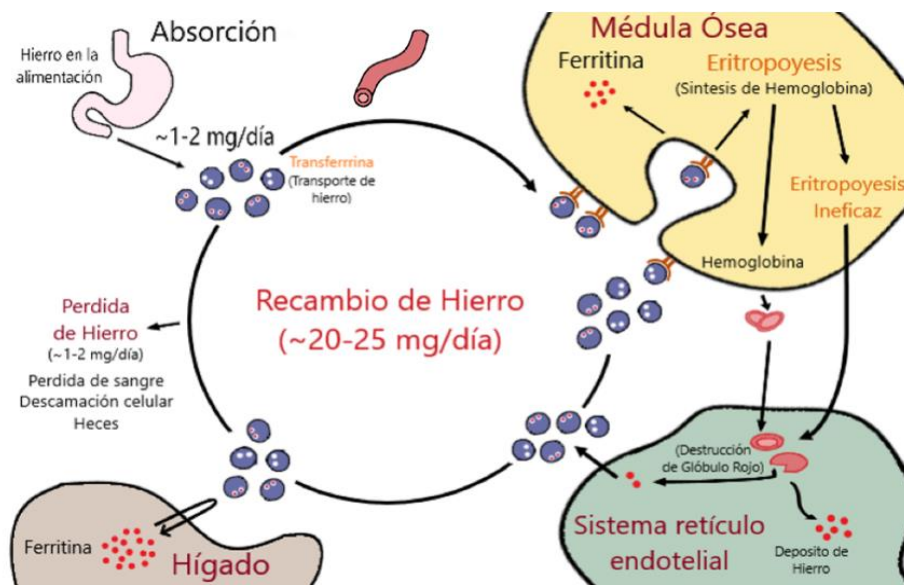 Absorción
Hierro en la
alimentación
~1-2 mg/día
Transferrrina
(Transporte de
hierro)
Médula Ósea
Ferritina
Eritropoyesis
(Sintesis de Hemoglobina)
Eritropoyesis
Ineficaz
Hemoglobina
Recambio de Hierro
(~20-25 mg/día)
Perdida
de Hierro
(~1-2 mg/día)
Perdida de sangre
Descamación celular
Heces
Ferritina
Hígado
(Destrucción
de Glóbulo Rojo)
Sistema retículo
endotelial
Deposito de
Hierro